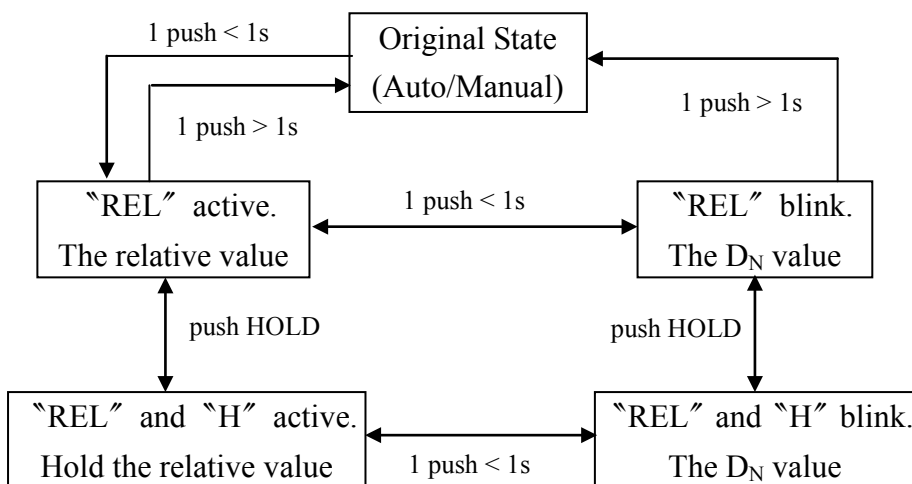 1 push < 1s
Original State
(Auto/Manual)
1 push > 1s
1 push > 1s
〝REL〞 active.
The relative value
1 push < 1s
〝REL〞 blink.
The D_N value
push HOLD
push HOLD
〝REL〞 and 〝H〞 active.
Hold the relative value
1 push < 1s
〝REL〞 and 〝H〞 blink.
The D_N value